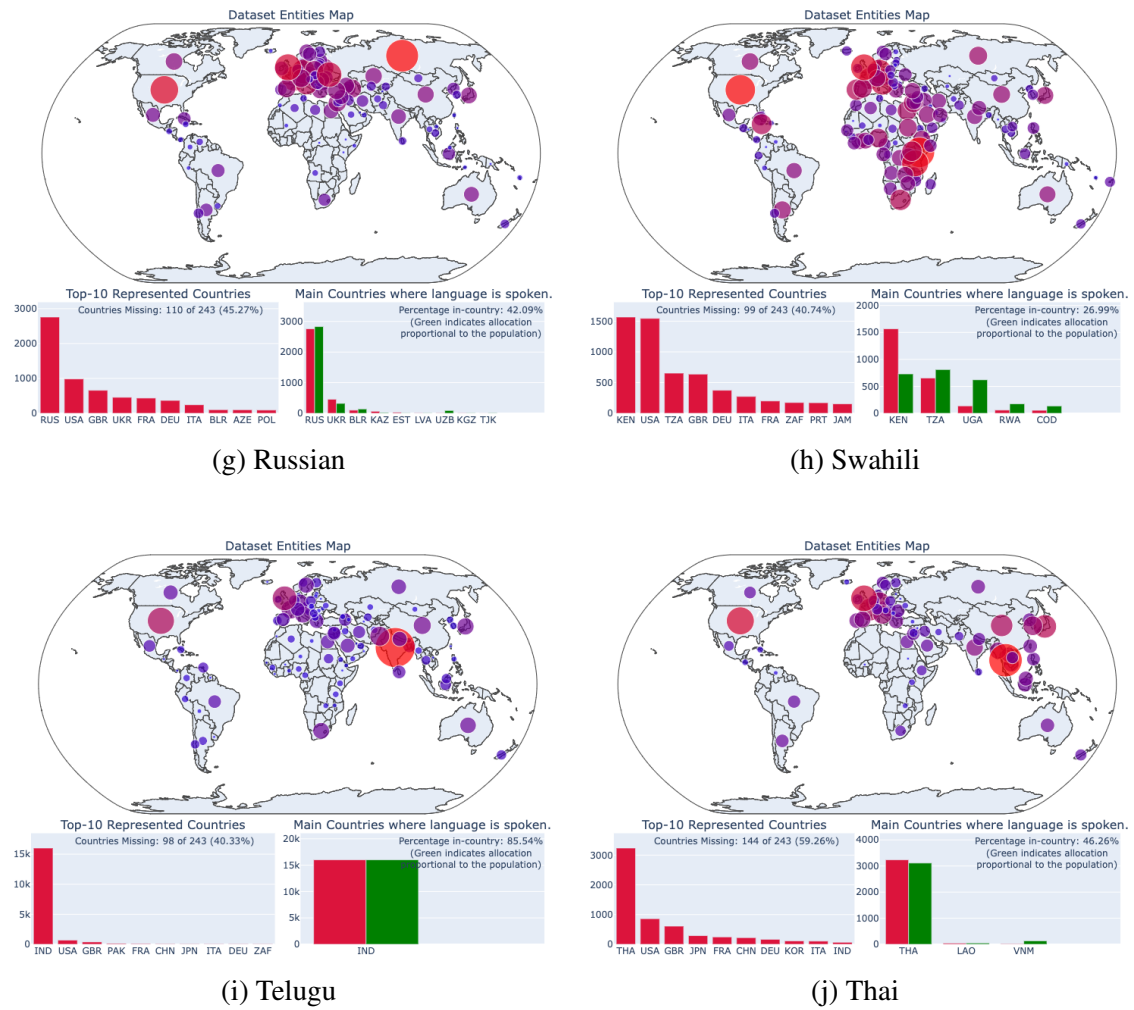 Dataset Entities Map
Top-10 Represented Countries
Countries Missing: 110 of 243 (45.27%)
3000
2000
1000
0
RUS USA GBR UKR FRA DEU ITA BLR AZE POL
Main Countries where language is spoken.
Percentage in-country: 42.09%
(Green indicates allocation
proportional to the population)
3000
2000
1000
0
RUS UKR BLR KAZ EST LVA UZB KGZ TJK
(g) Russian
Dataset Entities Map
Top-10 Represented Countries
Countries Missing: 99 of 243 (40.74%)
1500
1000
500
0
KEN USA TZA GBR DEU ITA FRA ZAF PRT JAM
Main Countries where language is spoken.
Percentage in-country: 26.99%
(Green indicates allocation
proportional to the population)
2000
1500
1000
500
0
KEN TZA UGA RWA COD
(h) Swahili
Dataset Entities Map
Top-10 Represented Countries
Countries Missing: 98 of 243 (40.33%)
15k
10k
5k
0
IND USA GBR PAK FRA CHN JPN ITA DEU ZAF
Main Countries where language is spoken.
Percentage in-country: 85.54%
(Green indicates allocation
proportional to the population)
20k
15k
10k
5k
0
IND
(i) Telugu
Dataset Entities Map
Top-10 Represented Countries
Countries Missing: 144 of 243 (59.26%)
3000
2000
1000
0
THA USA GBR JPN FRA CHN DEU KOR ITA IND
Main Countries where language is spoken.
Percentage in-country: 46.26%
(Green indicates allocation
proportional to the population)
4000
3000
2000
1000
0
THA LAO VNM
(j) Thai